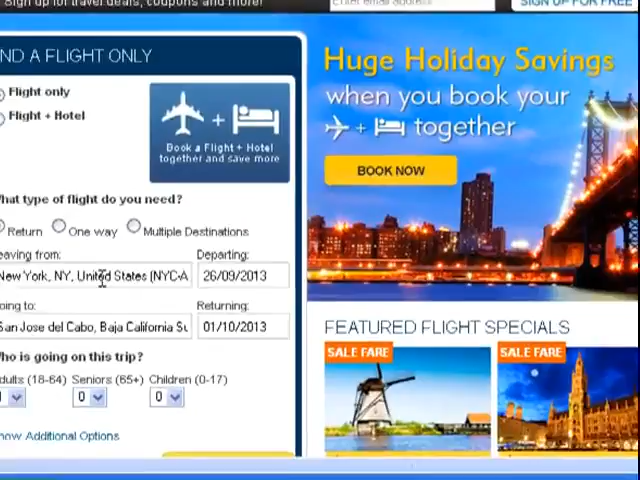 Sign up for travel deals, coupons and more!
Enter email address
SIGN UP FOR FREE
ND A FLIGHT ONLY
Flight only
Flight + Hotel
Book a Flight + Hotel
together and save more
hat type of flight do you need?
Return One way Multiple Destinations
eaving from: Departing:
New York, NY, United States (NYC-A 26/09/2013
oing to: Returning:
San Jose del Cabo, Baja California Su 01/10/2013
ho is going on this trip?
dults (18-64) Seniors (65+) Children (0-17)
0 0
how Additional Options
Huge Holiday Savings
when you book your
+ together
BOOK NOW
FEATURED FLIGHT SPECIALS
SALE FARE SALE FARE